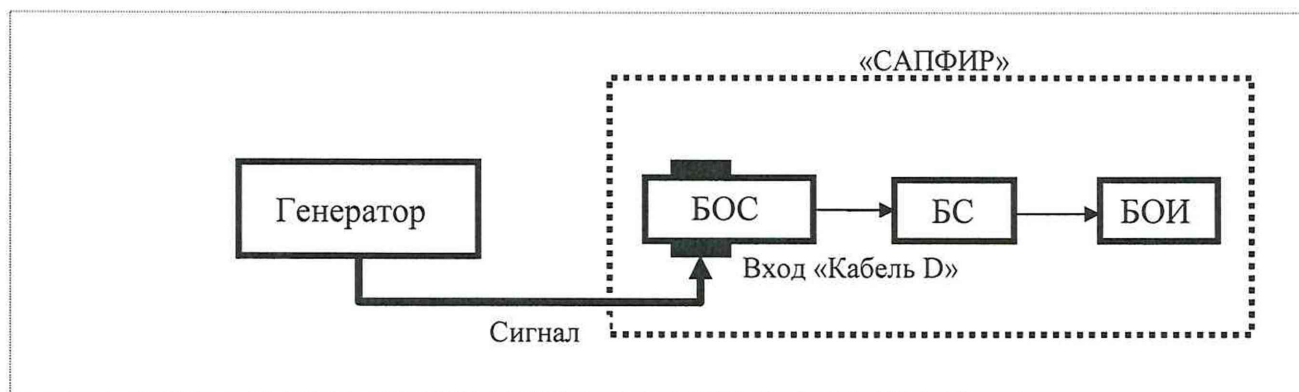 «САПФИР»
Генератор
БОС
БС
БОИ
Вход «Кабель D»
Сигнал